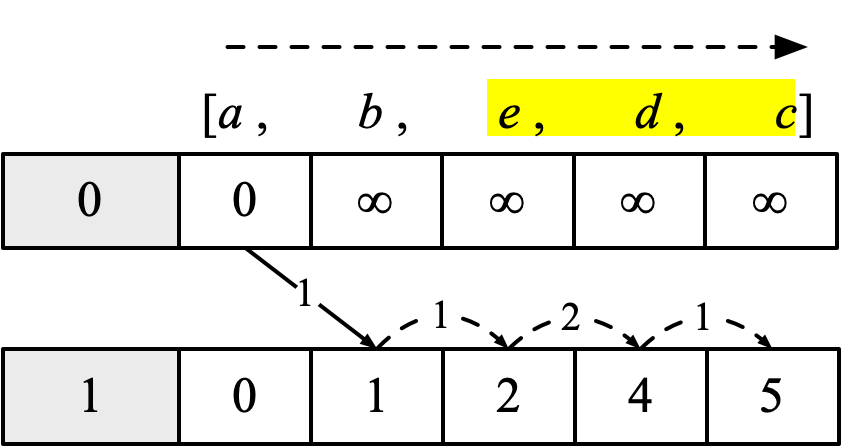 [a, b, e, d, c]
0 0 ∞ ∞ ∞ ∞
1
1 2 1
1 0 1 2 4 5